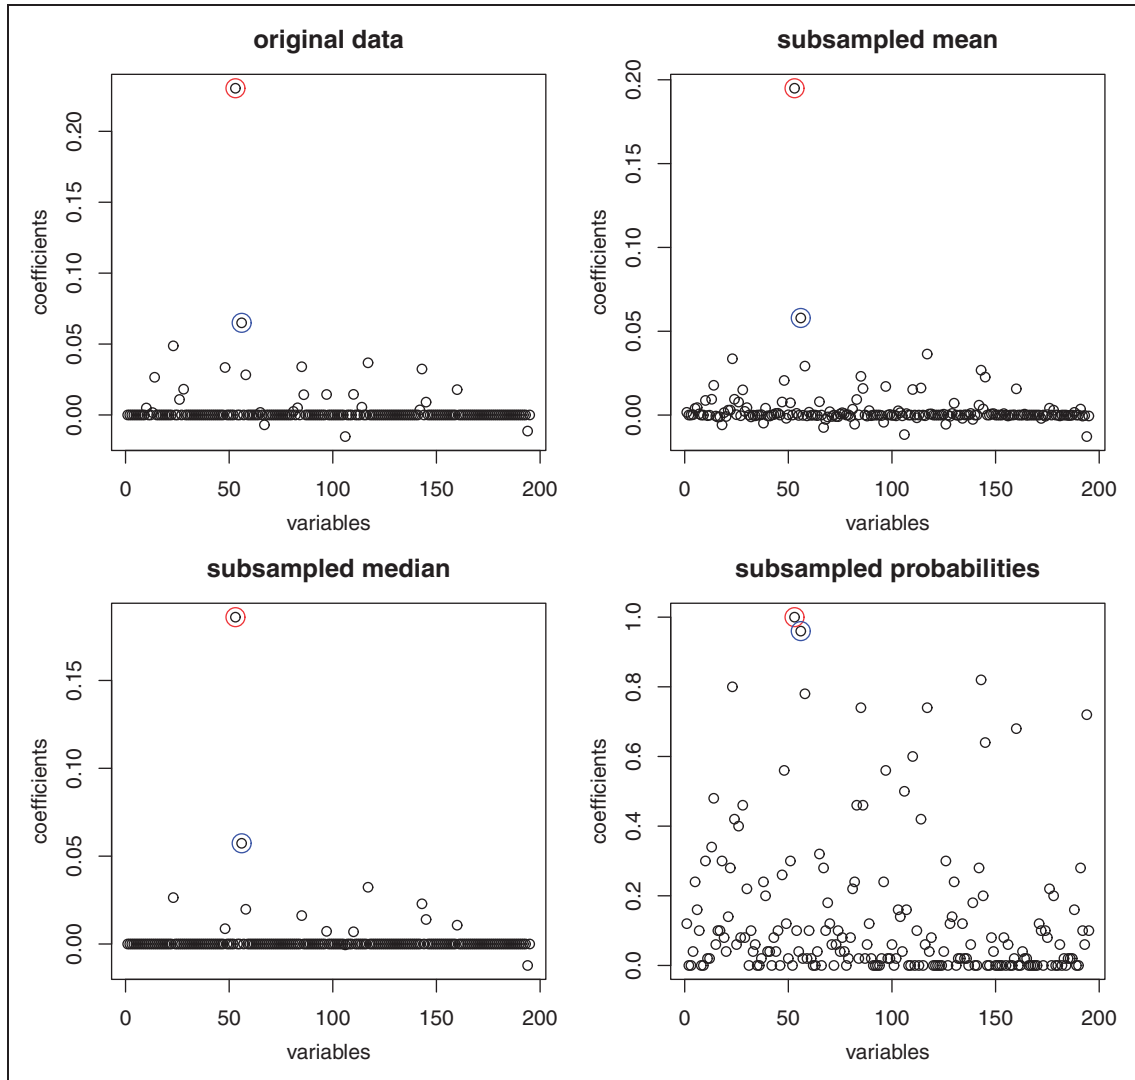 original data
coefficients
0.00 0.05 0.10 0.15 0.20
0 50 100 150 200
variables
subsampled mean
coefficients
0.00 0.05 0.10 0.15 0.20
0 50 100 150 200
variables
subsampled median
coefficients
0.00 0.05 0.10 0.15
0 50 100 150 200
variables
subsampled probabilities
coefficients
0.0 0.2 0.4 0.6 0.8 1.0
0 50 100 150 200
variables